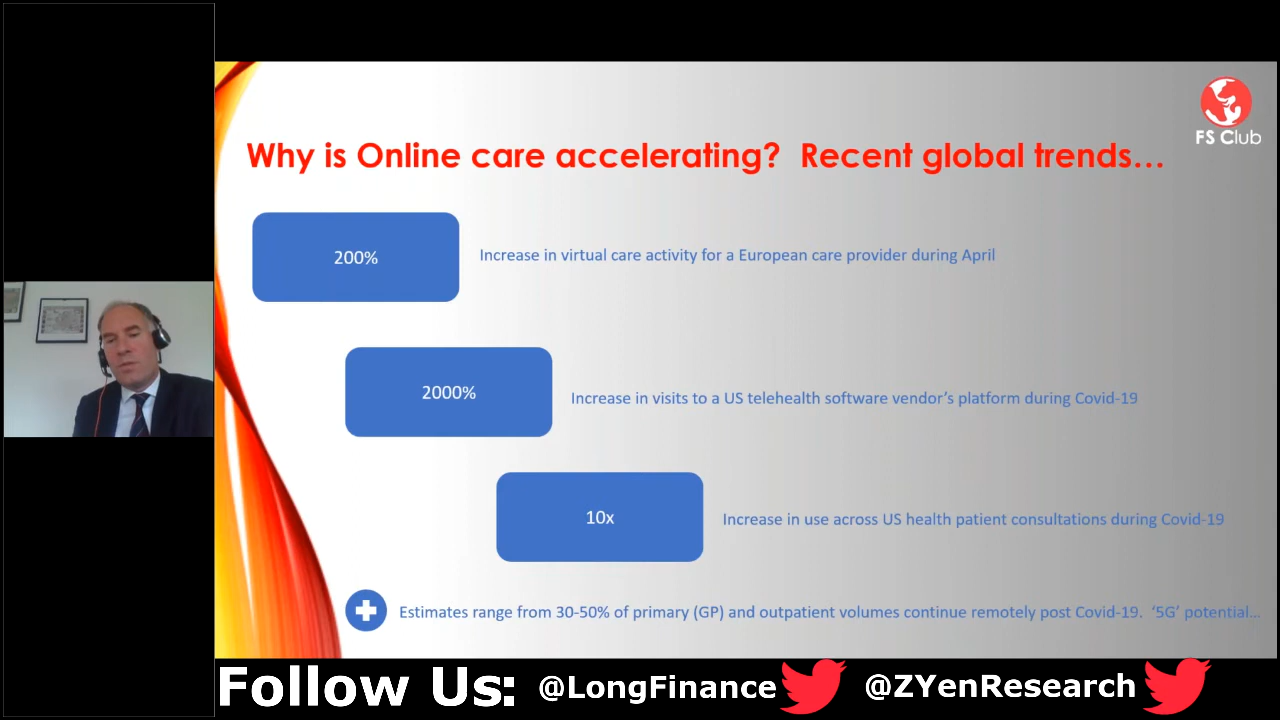 FS Club
Why is Online care accelerating? Recent global trends...
200%
Increase in virtual care activity for a European care provider during April
2000%
Increase in visits to a US telehealth software vendor's platform during Covid-19
10x
Increase in use across US health patient consultations during Covid-19
Estimates range from 30-50% of primary (GP) and outpatient volumes continue remotely post Covid-19. '5G' potential...
Follow Us: @LongFinance @ZYenResearch